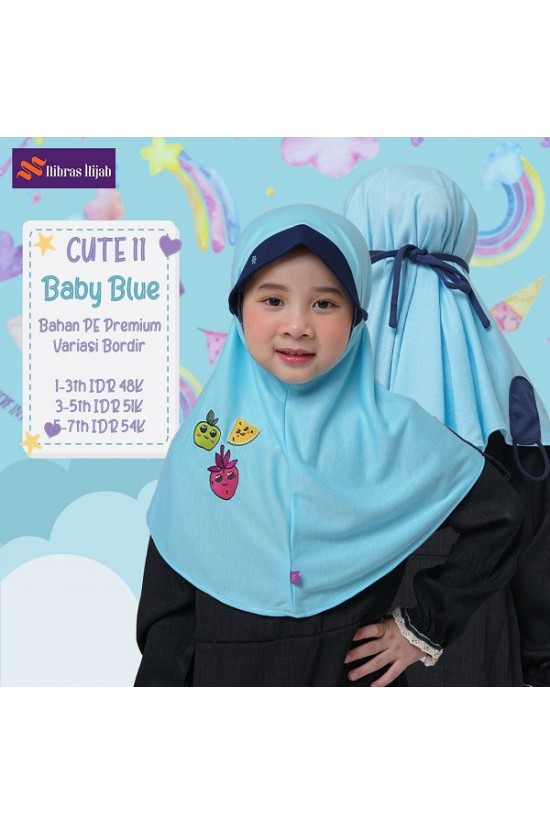 Nibras Hijab
CUTE 11
Baby Blue
Bahan PE Premium
Variasi Bordir
1-3th IDR 48K
3-5th IDR 51K
-7th IDR 54K